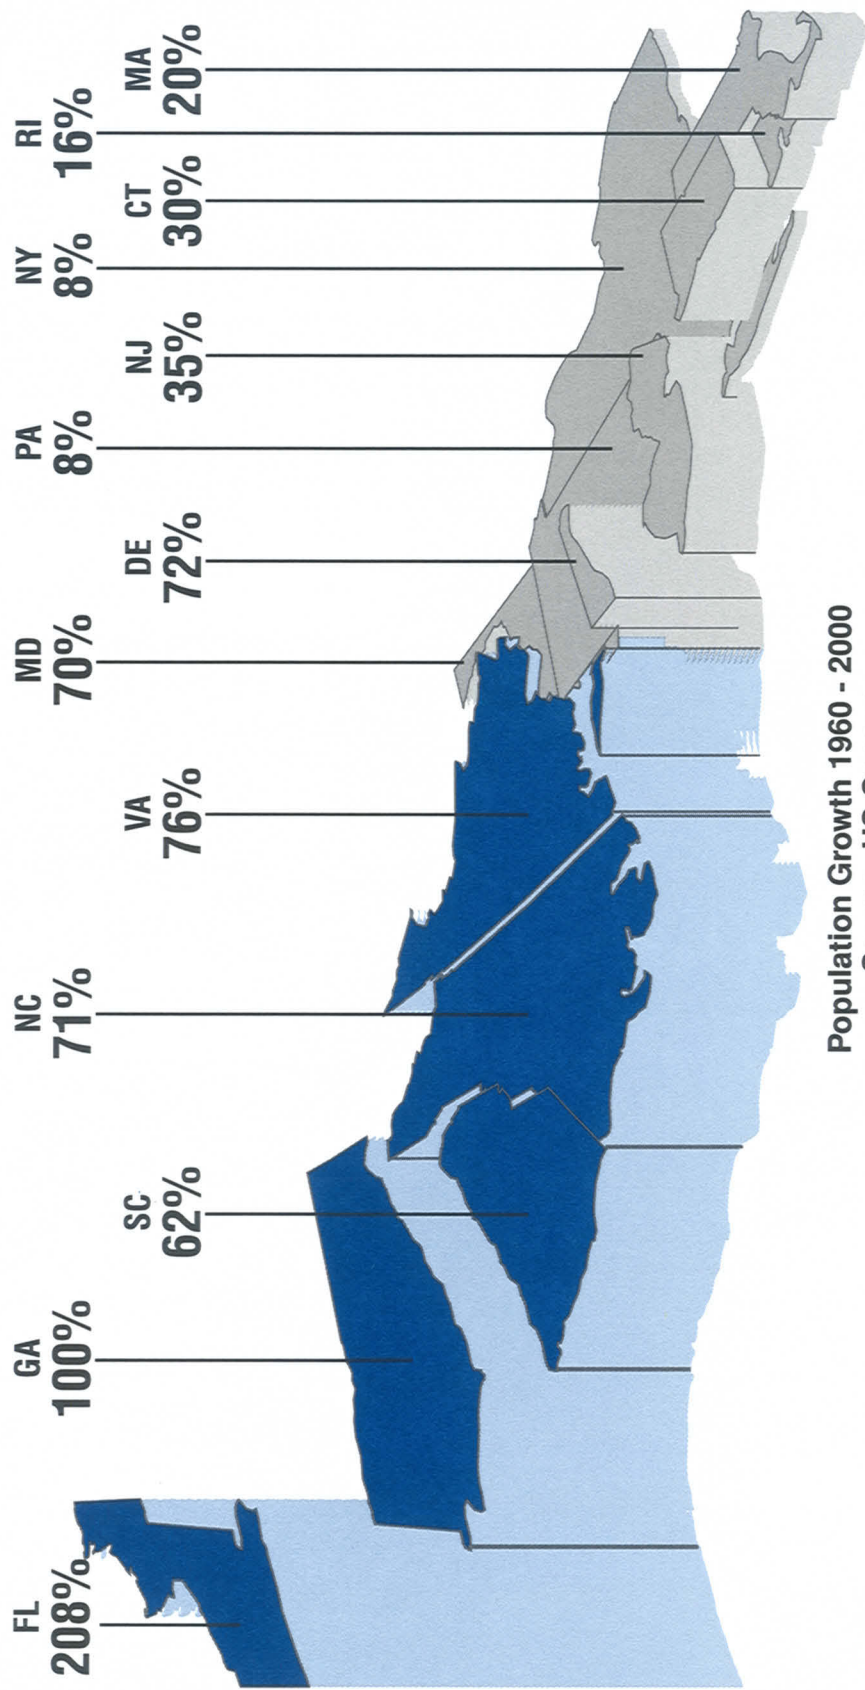 FL
208%
GA
100%
SC
62%
NC
71%
VA
76%
MD
70%
DE
72%
PA
8%
NJ
35%
NY
8%
CT
30%
RI
16%
MA
20%
Population Growth 1960 - 2000